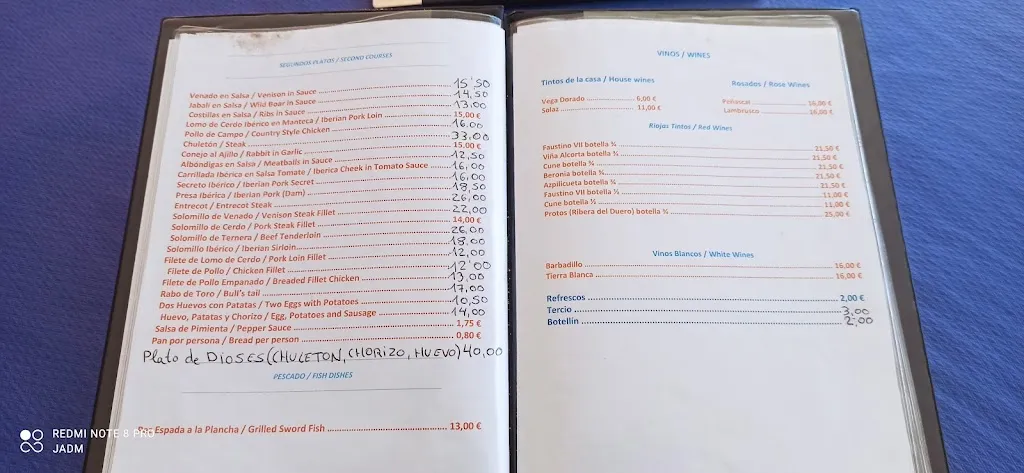 SEGUNDOS PLATOS / SECOND COURSES
Venado en Salsa / Venison in Sauce 15'50
Jabali en Salsa / Wild Boar in Sauce 14,50
Costillas en Salsa / Ribs in Sauce 13,00
Lomo de Cerdo Ibérico en Manteca / Iberian Pork Loin 15,00 €
Pollo de Campo / Country Style Chicken 16,00
Chuletón / Steak 33,00
Conejo al Ajillo / Rabbit in Garlic 15,00 €
Albóndigas en Salsa / Meatballs in Sauce 12,50
Carrillada Ibérica en Salsa Tomate / Iberica Cheek in Tomato Sauce 16,00
Secreto Ibérico / Iberian Pork Secret 16,00
Presa Ibérica / Iberian Pork (Dam) 18,50
Entrecot / Entrecot Steak 26,00
Solomillo de Venado / Venison Steak Fillet 22,00
Solomillo de Cerdo / Pork Steak Fillet 14,00 €
Solomillo de Ternera / Beef Tenderloin 26,00
Solomillo Ibérico / Iberian Sirloin 18,00
Filete de Lomo de Cerdo / Pork Loin Fillet 12,00
Filete de Pollo / Chicken Fillet 12'00
Filete de Pollo Empanado / Breaded Fillet Chicken 13,00
Rabo de Toro / Bull's tail 17,00
Dos Huevos con Patatas / Two Eggs with Potatoes 10,50
Huevo, Patatas y Chorizo / Egg, Potatoes and Sausage 14,00
Salsa de Pimienta / Pepper Sauce 1,75 €
Pan por persona / Bread per person 0,80 €
Plato de DIOSES (CHULETON, CHORIZO, HUEVO) 40,00
PESCADO / FISH DISHES
Espada a la Plancha / Grilled Sword Fish 13,00 €
VINOS / WINES
Tintos de la casa / House wines
Vega Dorado 6,00 €
Solaz 11,00 €
Rosados / Rose Wines
Peñascal 16,00 €
Lambrusco 16,00 €
Riojas Tintos / Red Wines
Faustino VII botella ¾ 21,50 €
Viña Alcorta botella ¾ 21,50 €
Cune botella ¾ 21,50 €
Beronia botella ¾ 21,50 €
Azpilicueta botella ¾ 21,50 €
Faustino VII botella ½ 11,00 €
Cune botella ½ 11,00 €
Protos (Ribera del Duero) botella ¾ 25,00 €
Vinos Blancos / White Wines
Barbadillo 16,00 €
Tierra Blanca 16,00 €
Refrescos 2,00 €
Tercio 3,00
Botellín 2,00
REDMI NOTE 8 PRO
JADM